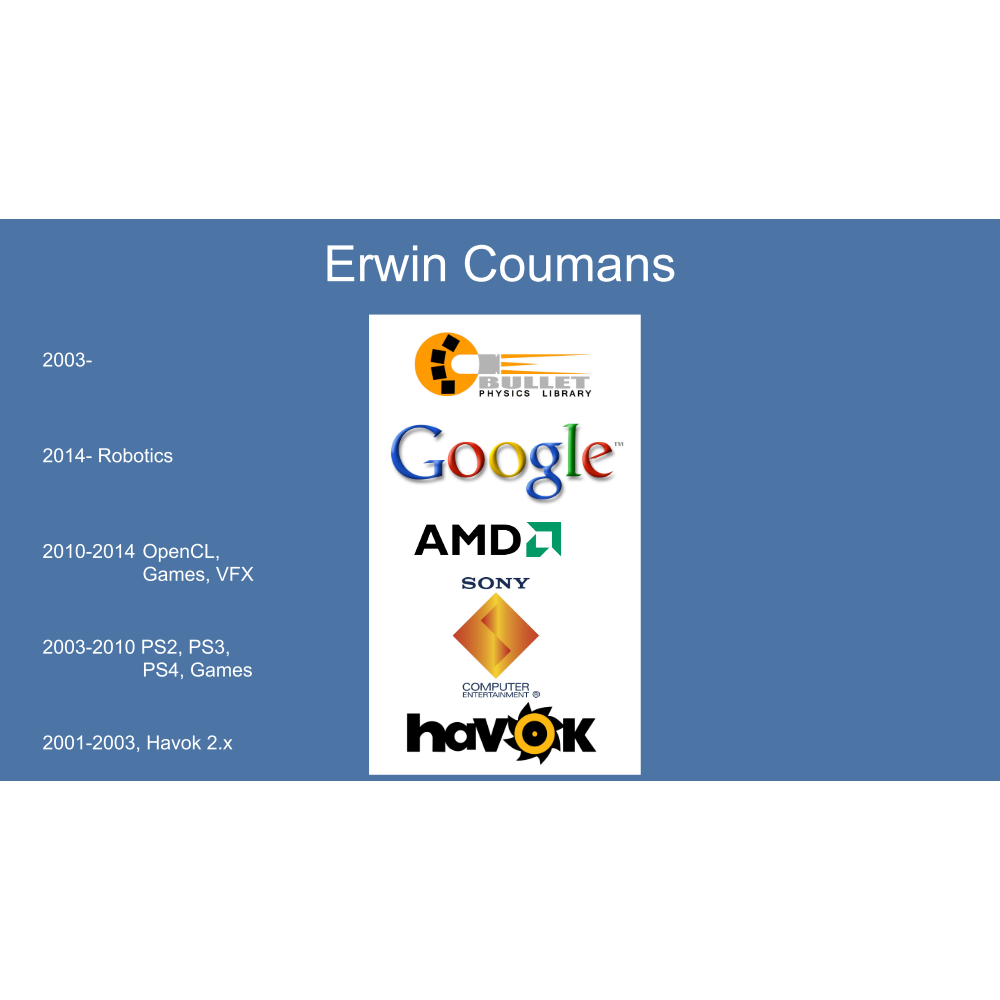 Erwin Coumans
2003-
BULLET
PHYSICS LIBRARY
2014- Robotics
Google™
2010-2014 OpenCL,
Games, VFX
AMD
SONY
2003-2010 PS2, PS3,
PS4, Games
COMPUTER
ENTERTAINMENT ®
2001-2003, Havok 2.x
havok